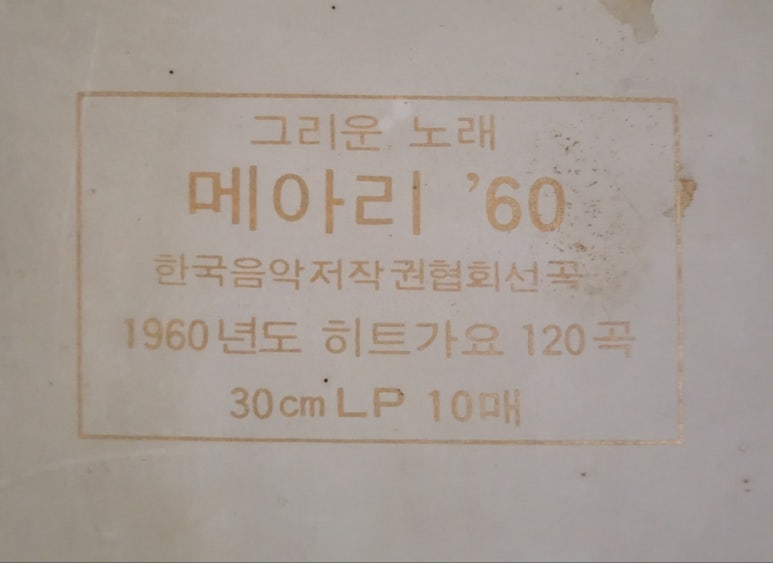 그리운 노래
메아리 '60
한국음악저작권협회선곡
1960년도 히트가요 120곡
30cm LP 10매